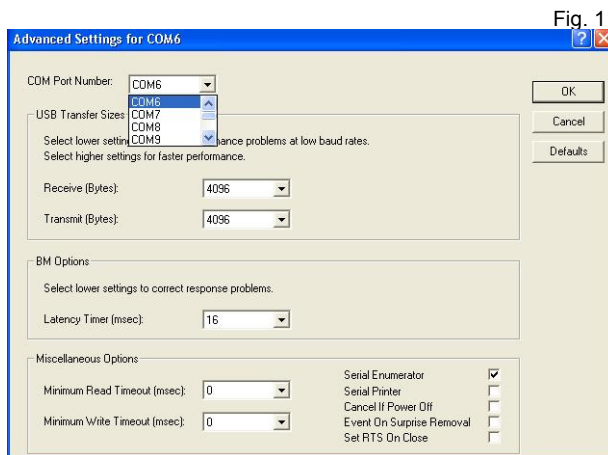 Fig. 1
Advanced Settings for COM6
COM Port Number:
COM6
OK
COM6
COM7
COM8
COM9
Cancel
Defaults
USB Transfer Sizes
Select lower mance problems at low baud rates.
Select higher settings for faster performance.
Receive (Bytes):
4096
Transmit (Bytes):
4096
BM Options
Select lower settings to correct response problems.
Latency Timer (msec):
16
Miscellaneous Options
Minimum Read Timeout (msec):
0
Minimum Write Timeout (msec):
0
Serial Enumerator
Serial Printer
Cancel If Power Off
Event On Surprise Removal
Set RTS On Close